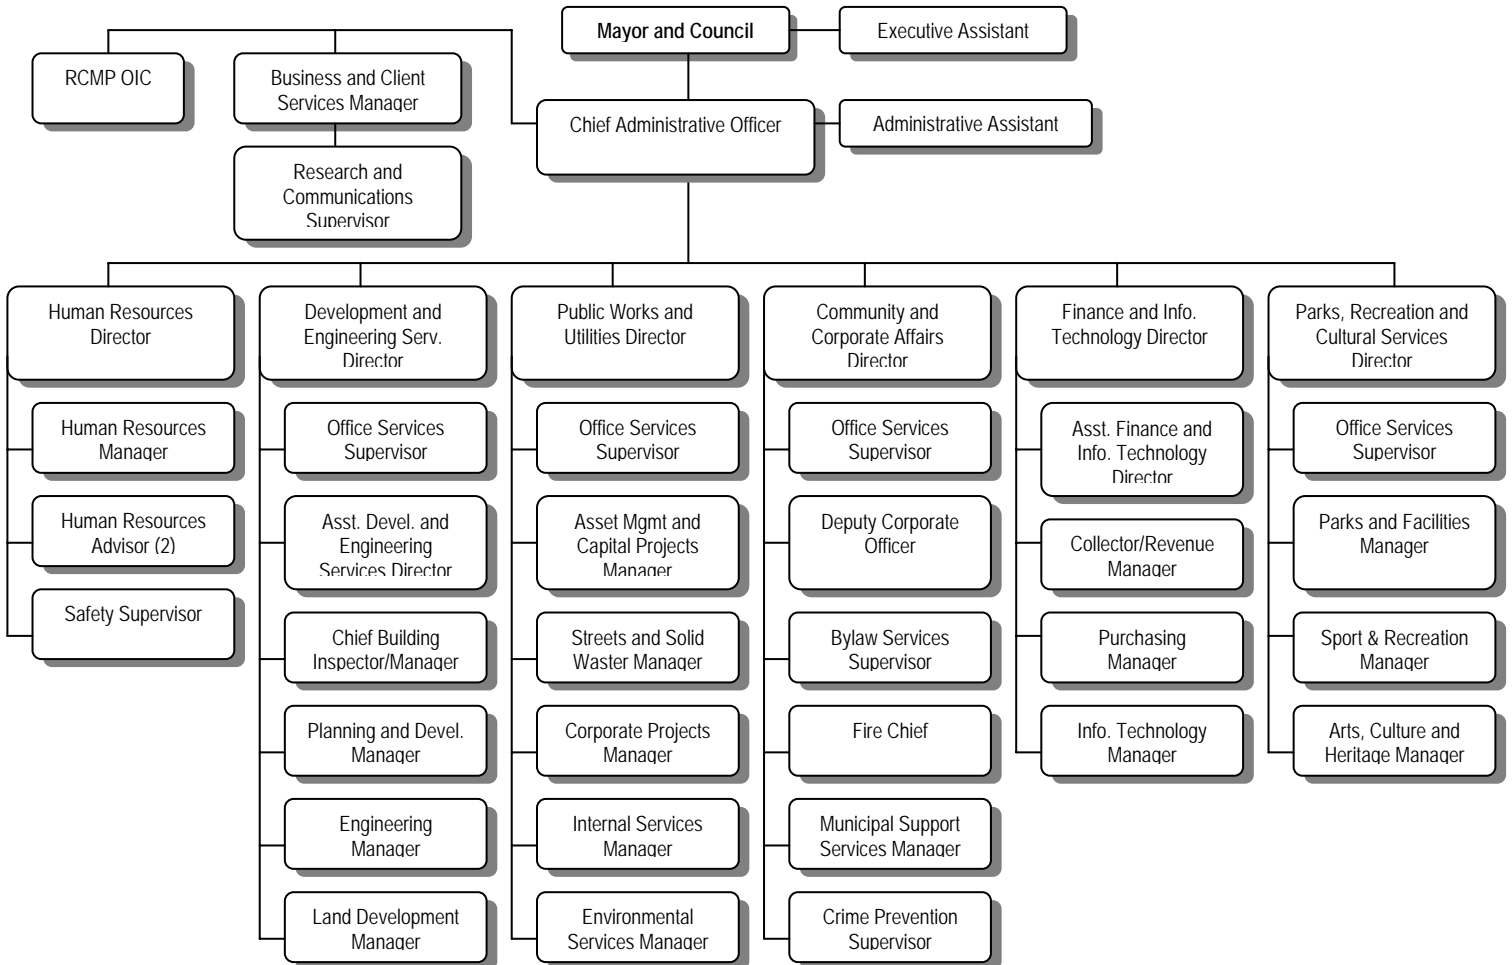 Mayor and Council
Executive Assistant
RCMP OIC
Business and Client
Services Manager
Chief Administrative Officer
Administrative Assistant
Research and
Communications
Supervisor
Human Resources
Director
Development and
Engineering Serv.
Director
Public Works and
Utilities Director
Community and
Corporate Affairs
Director
Finance and Info.
Technology Director
Parks, Recreation and
Cultural Services
Director
Human Resources
Manager
Human Resources
Advisor (2)
Safety Supervisor
Office Services
Supervisor
Asst. Devel. and
Engineering
Services Director
Chief Building
Inspector/Manager
Planning and Devel.
Manager
Engineering
Manager
Land Development
Manager
Office Services
Supervisor
Asset Mgmt and
Capital Projects
Manager
Streets and Solid
Waster Manager
Corporate Projects
Manager
Internal Services
Manager
Environmental
Services Manager
Office Services
Supervisor
Deputy Corporate
Officer
Bylaw Services
Supervisor
Fire Chief
Municipal Support
Services Manager
Crime Prevention
Supervisor
Asst. Finance and
Info. Technology
Director
Collector/Revenue
Manager
Purchasing
Manager
Info. Technology
Manager
Office Services
Supervisor
Parks and Facilities
Manager
Sport & Recreation
Manager
Arts, Culture and
Heritage Manager